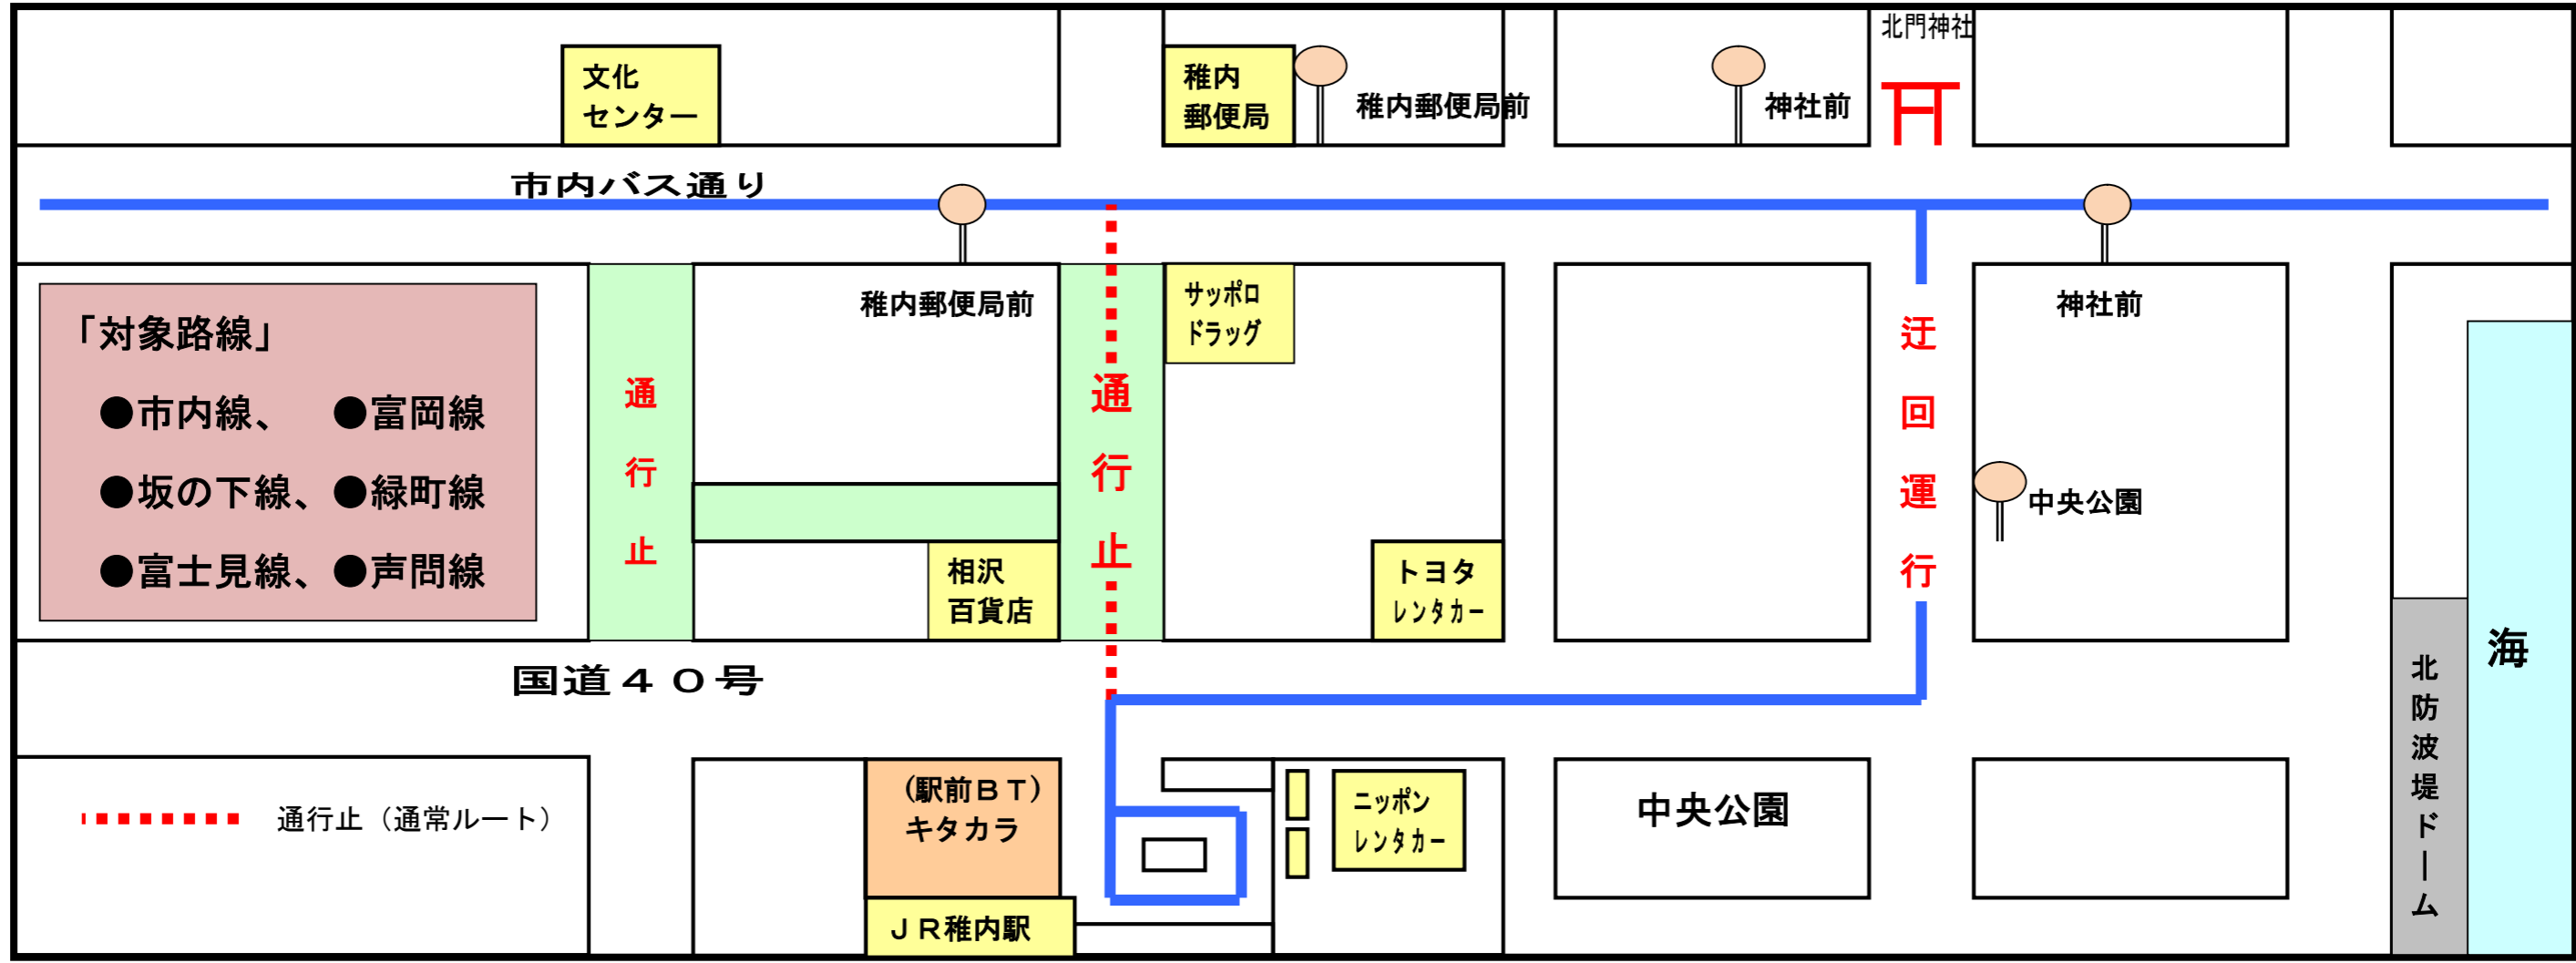 北門神社
文化
センター
稚内
郵便局
稚内郵便局前
神社前
市内バス通り
「対象路線」
●市内線、 ●富岡線
●坂の下線、●緑町線
●富士見線、●声問線
通行止
稚内郵便局前
通行止
サッポロ
ドラッグ
迂回運行
神社前
中央公園
相沢
百貨店
トヨタ
レンタカー
国道40号
北防波堤ドーム
海
通行止（通常ルート）
（駅前BT）
キタカラ
JR稚内駅
ニッポン
レンタカー
中央公園